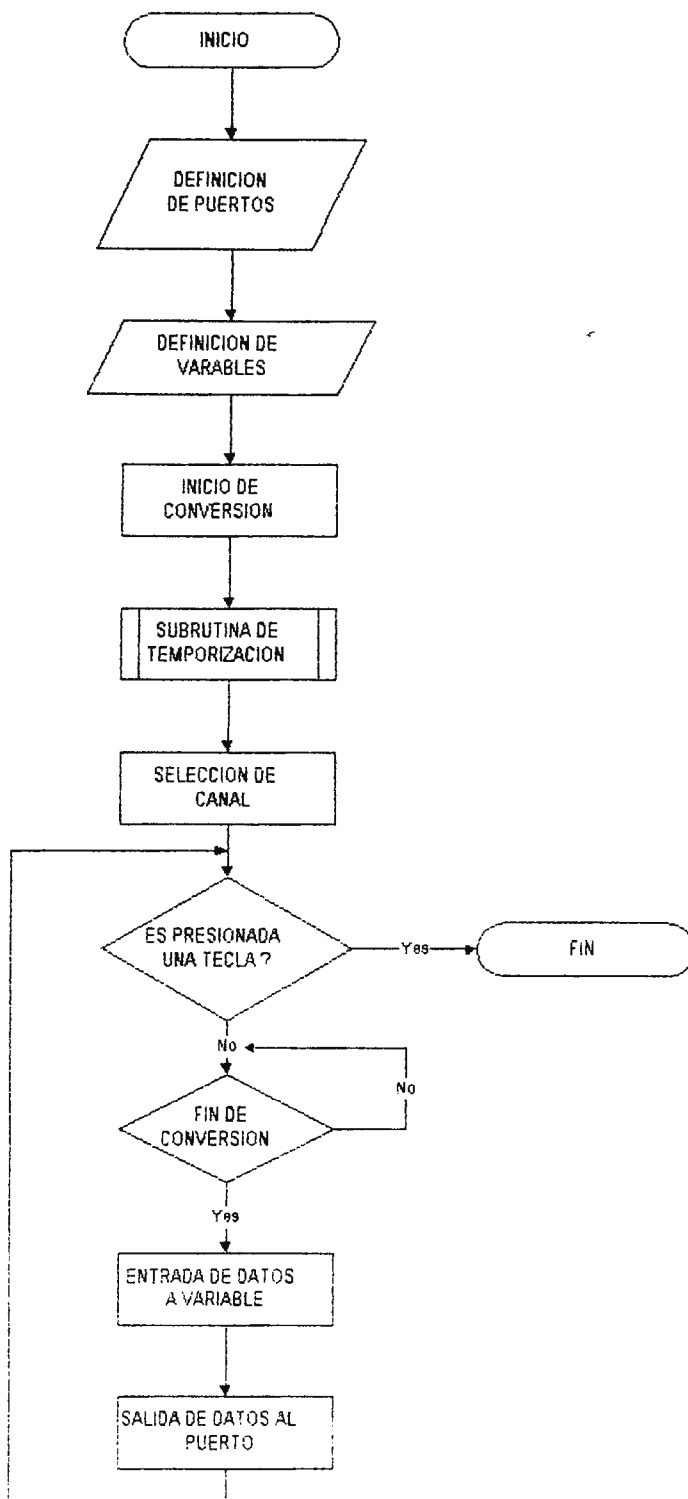 INICIO
DEFINICION
DE PUERTOS
DEFINICION DE
VARABLES
INICIO DE
CONVERSION
SUBRUTINA DE
TEMPORIZACION
SELECCION DE
CANAL
ES PRESIONADA
UNA TECLA ?
Yes
FIN
No
No
FIN DE
CONVERSION
Yes
ENTRADA DE DATOS
A VARIABLE
SALIDA DE DATOS AL
PUERTO